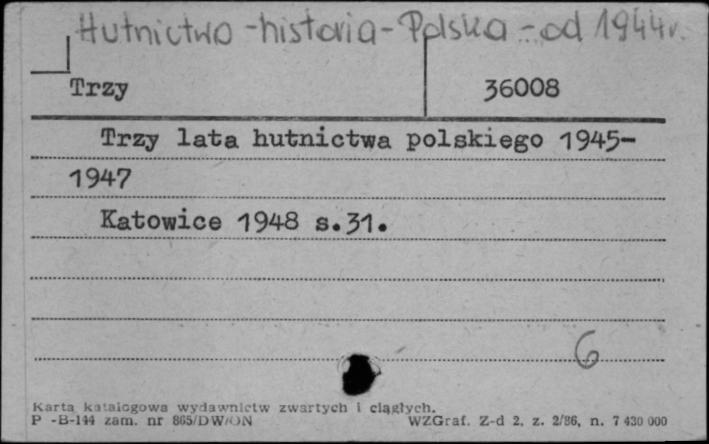 Hutnictwo - historia - Polska - od 1944 r.
Trzy 36008
Trzy lata hutnictwa polskiego 1945-
1947
Katowice 1948 s.31.
6
Karta katalogowa wydawnictw zwartych i ciągłych.
P -B-144 zam. nr 865/DW/ON WZGraf. Z-d 2, z. 2/86, n. 7 430 000